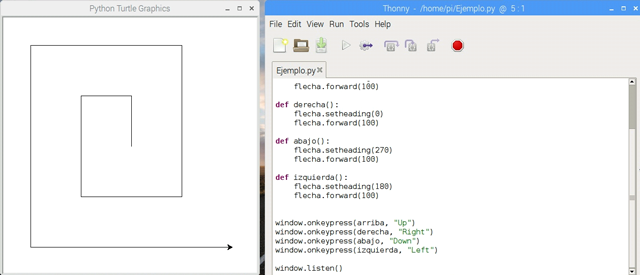 Python Turtle Graphics
Thonny - /home/pi/Ejemplo.py @ 5 : 1
File Edit View Run Tools Help
Ejemplo.py
flecha.forward(100)
def derecha():
flecha.setheading(0)
flecha.forward(100)
def abajo():
flecha.setheading(270)
flecha.forward(100)
def izquierda():
flecha.setheading(180)
flecha.forward(100)
window.onkeypress(arriba, "Up")
window.onkeypress(derecha, "Right")
window.onkeypress(abajo, "Down")
window.onkeypress(izquierda, "Left")
window.listen()